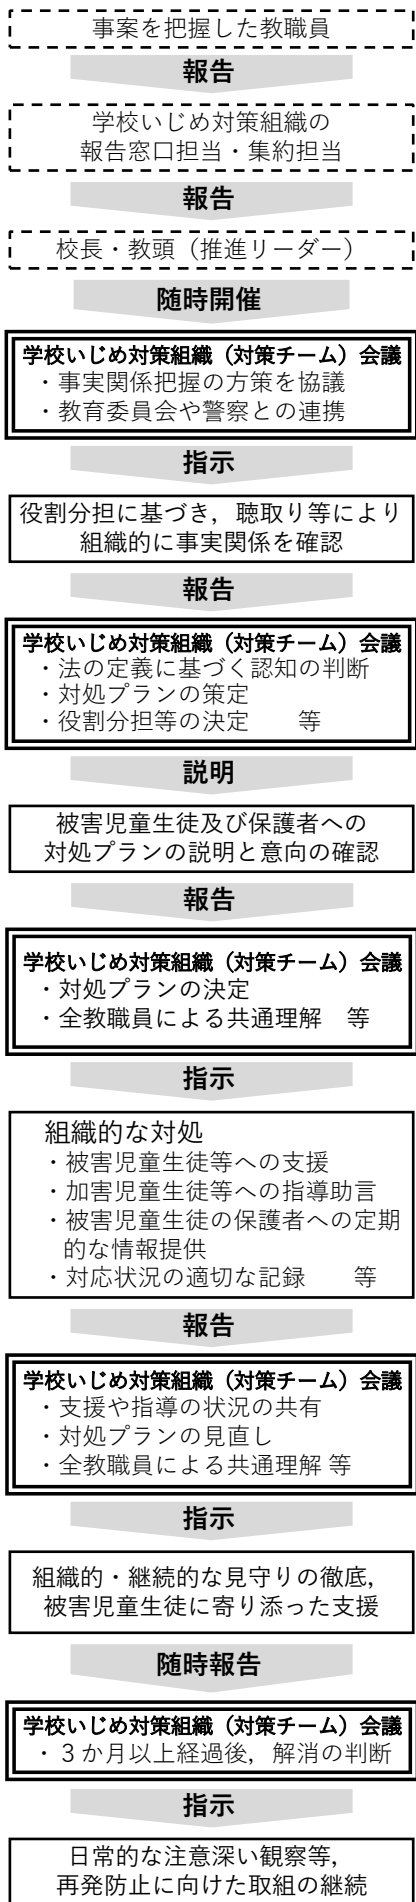 事案を把握した教職員
報告
学校いじめ対策組織の
報告窓口担当・集約担当
報告
校長・教頭（推進リーダー）
随時開催
学校いじめ対策組織（対策チーム）会議
・事実関係把握の方策を協議
・教育委員会や警察との連携
指示
役割分担に基づき，聴取り等により
組織的に事実関係を確認
報告
学校いじめ対策組織（対策チーム）会議
・法の定義に基づく認知の判断
・対処プランの策定
・役割分担等の決定　　等
説明
被害児童生徒及び保護者への
対処プランの説明と意向の確認
報告
学校いじめ対策組織（対策チーム）会議
・対処プランの決定
・全教職員による共通理解　等
指示
組織的な対処
・被害児童生徒等への支援
・加害児童生徒等への指導助言
・被害児童生徒の保護者への定期
的な情報提供
・対応状況の適切な記録　　等
報告
学校いじめ対策組織（対策チーム）会議
・支援や指導の状況の共有
・対処プランの見直し
・全教職員による共通理解 等
指示
組織的・継続的な見守りの徹底，
被害児童生徒に寄り添った支援
随時報告
学校いじめ対策組織（対策チーム）会議
・３か月以上経過後，解消の判断
指示
日常的な注意深い観察等，
再発防止に向けた取組の継続